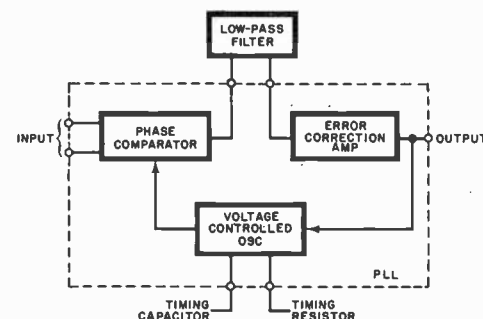 LOW-PASS
FILTER
INPUT
PHASE
COMPARATOR
ERROR
CORRECTION
AMP
OUTPUT
VOLTAGE
CONTROLLED
OSC
PLL
TIMING
CAPACITOR
TIMING
RESISTOR